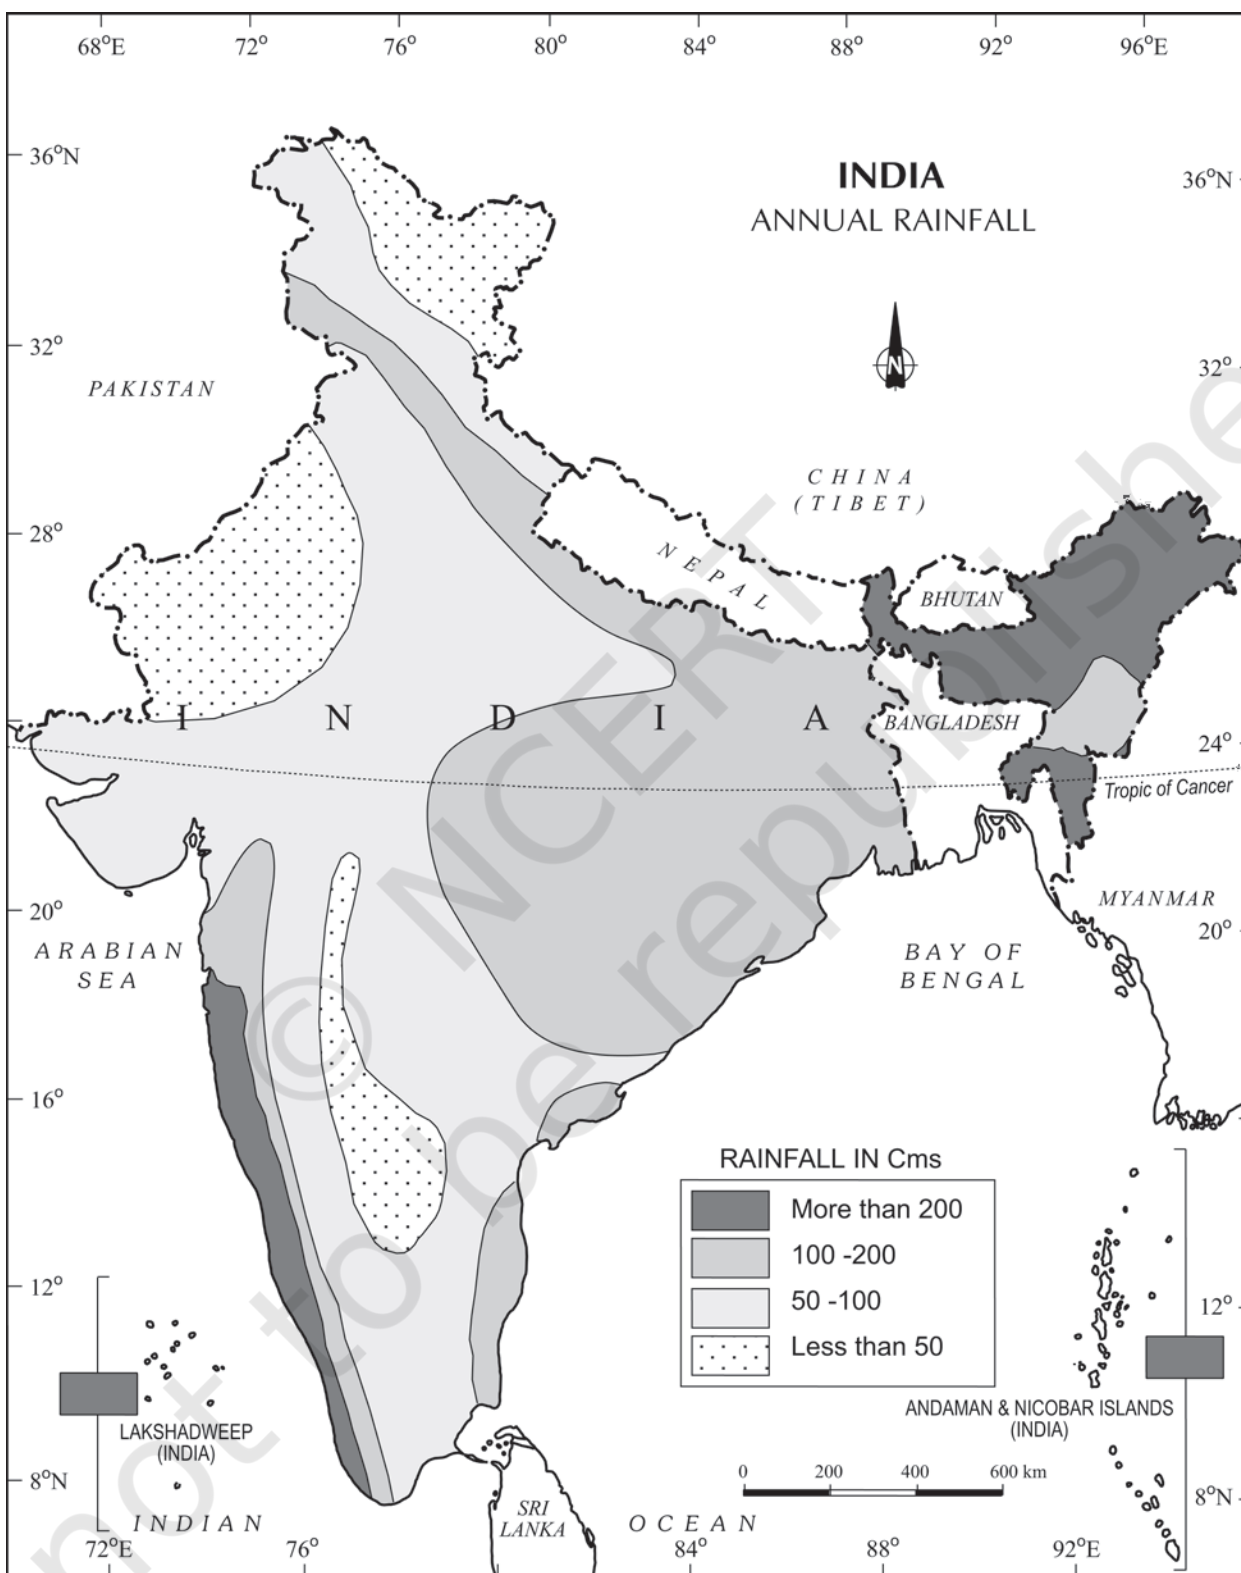 68°E 72° 76° 80° 84° 88° 92° 96°E
36°N
INDIA
ANNUAL RAINFALL
36°N
N
32°
32°
PAKISTAN
CHINA
(TIBET)
28°
NEPAL
BHUTAN
INDIA
BANGLADESH
24°
Tropic of Cancer
20°
MYANMAR
20°
ARABIAN
SEA
BAY OF
BENGAL
16°
RAINFALL IN Cms
More than 200
100 -200
50 -100
Less than 50
12°
12°
ANDAMAN & NICOBAR ISLANDS
(INDIA)
LAKSHADWEEP
(INDIA)
0 200 400 600 km
8°N
8°N
INDIAN OCEAN
SRI
LANKA
72°E 76° 84° 88° 92°E
© NCERT
not to be republishe